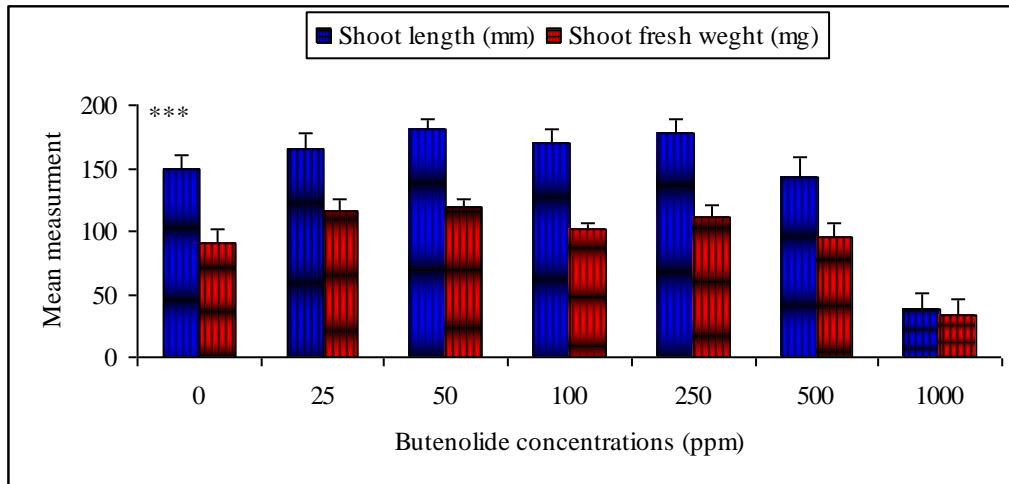 Shoot length (mm) Shoot fresh weght (mg)
200
***
150
100
50
0
Mean measurment
0 25 50 100 250 500 1000
Butenolide concentrations (ppm)